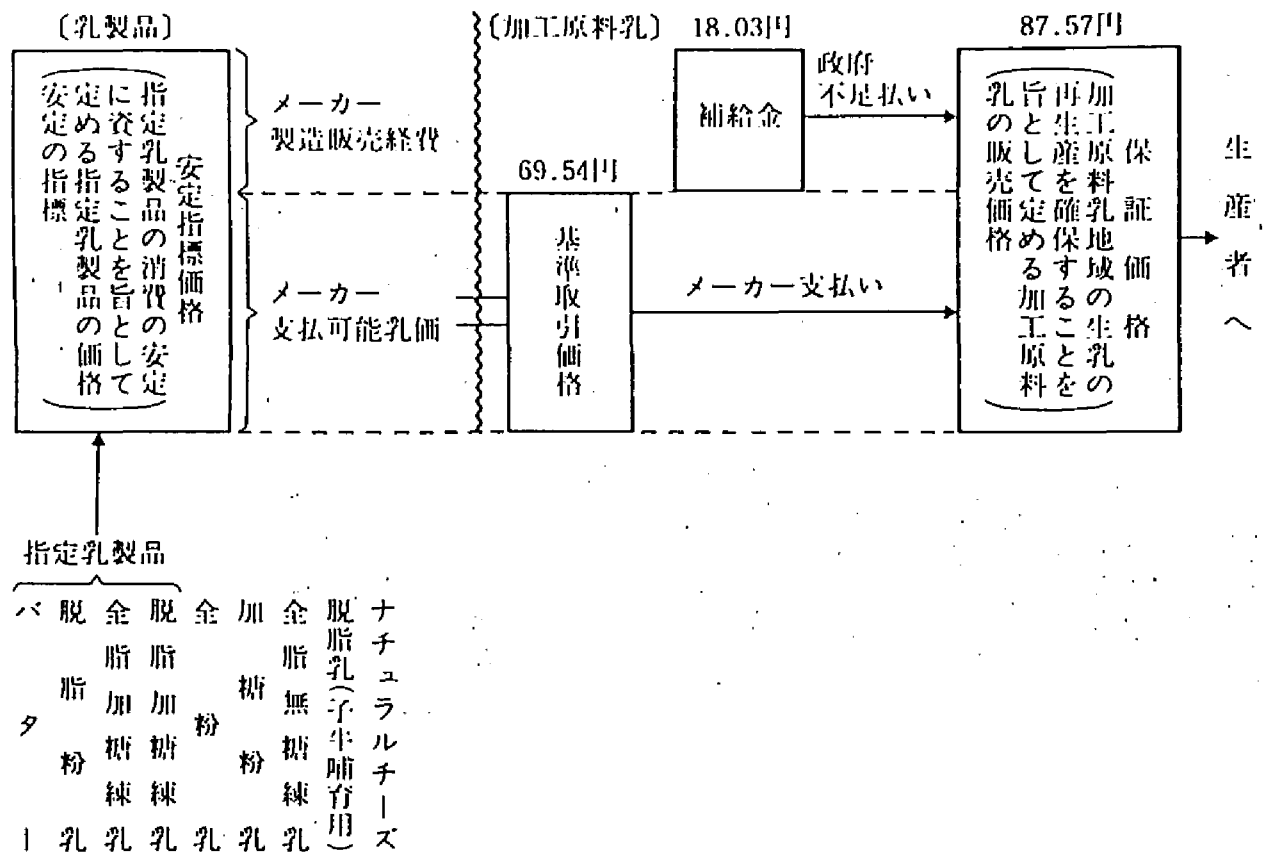 〔乳製品〕
安定指標価格
指定乳製品の消費の安定
に資することを旨として
定める指定乳製品の価格
安定の指標
メーカー
製造販売経費
メーカー
支払可能乳価
〔加工原料乳〕
18.03円
補給金
政府
不足払い
69.54円
基準取引価格
メーカー支払い
87.57円
保証価格
加工原料乳地域の生乳の
再生産を確保することを
旨として定める加工原料
乳の販売価格
生産者へ
指定乳製品
バター
脱脂粉乳
全脂加糖練乳
脱脂加糖練乳
全粉乳
加糖粉乳
全脂無糖練乳
脱脂乳(子牛哺育用)
ナチュラルチーズ